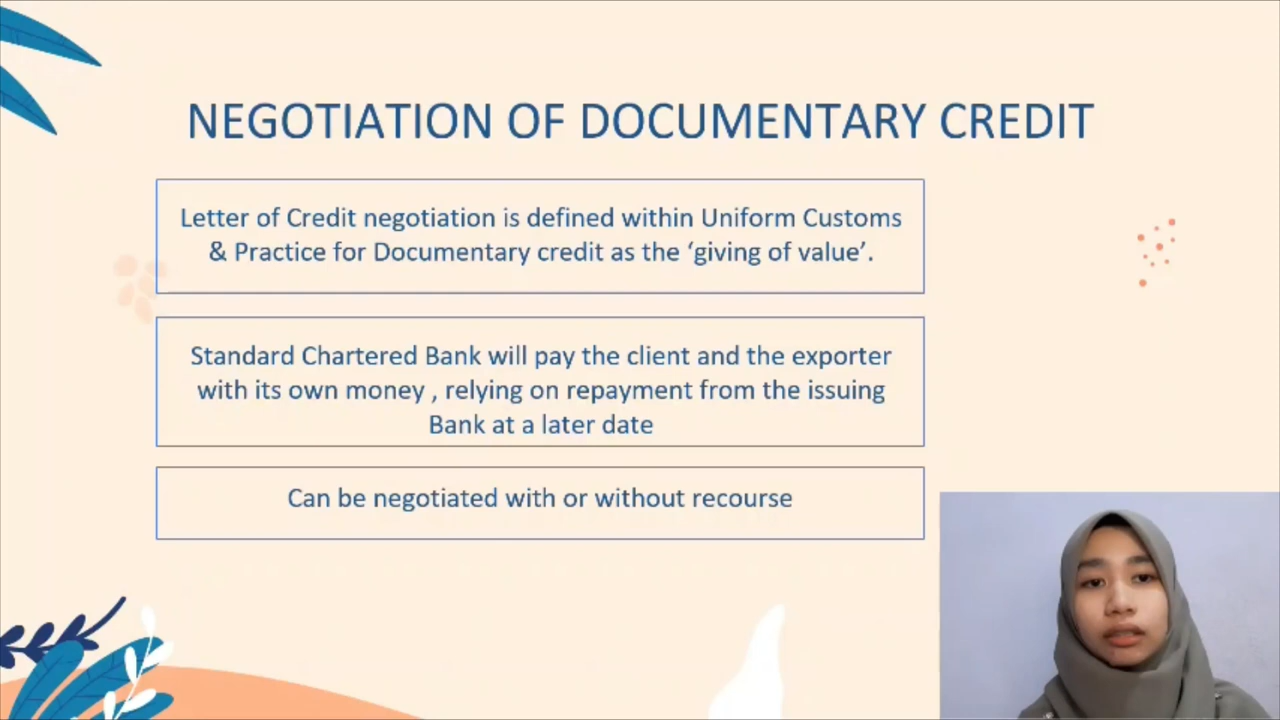 NEGOTIATION OF DOCUMENTARY CREDIT
Letter of Credit negotiation is defined within Uniform Customs
& Practice for Documentary credit as the ‘giving of value’.
Standard Chartered Bank will pay the client and the exporter
with its own money , relying on repayment from the issuing
Bank at a later date
Can be negotiated with or without recourse